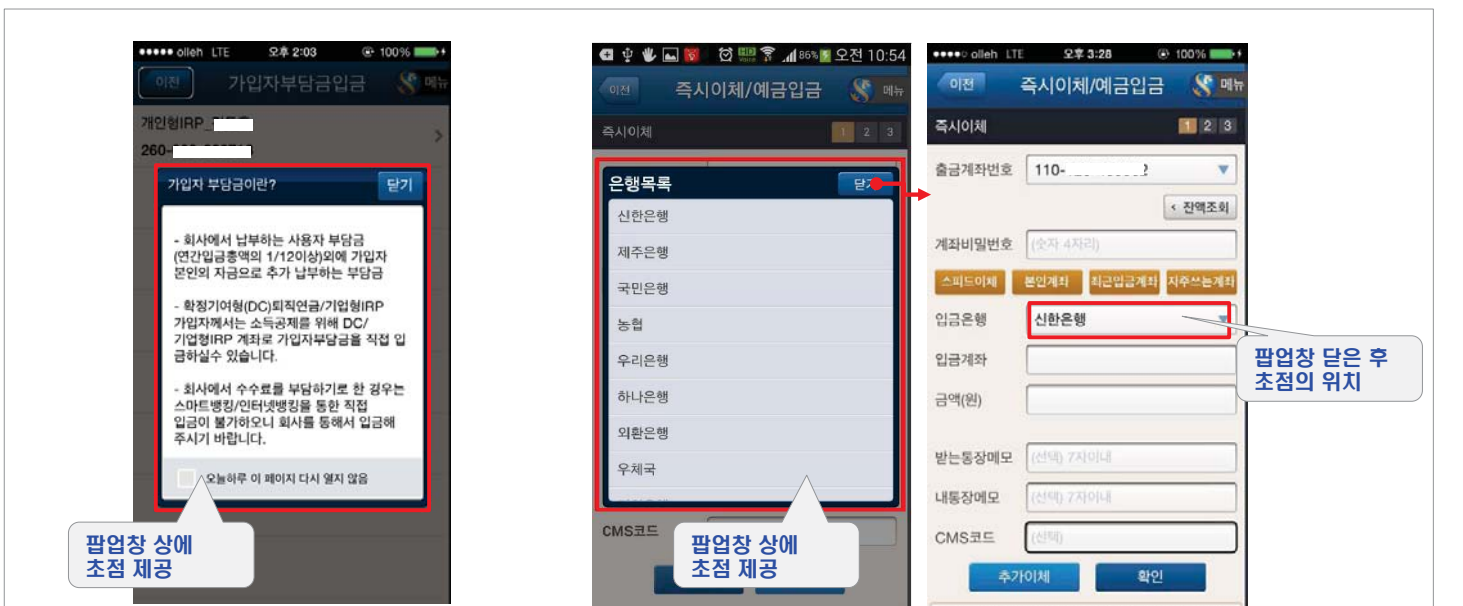 olleh LTE 오후 2:03 100%
이전 가입자부담금입금 메뉴
개인형IRP_
260-
가입자 부담금이란? 닫기
- 회사에서 납부하는 사용자 부담금
(연간임금총액의 1/12이상)외에 가입자
본인의 자금으로 추가 납부하는 부담금
- 확정기여형(DC)퇴직연금/기업형IRP
가입자께서는 소득공제를 위해 DC/
기업형IRP 계좌로 가입자부담금을 직접 입
금하실수 있습니다.
- 회사에서 수수료를 부담하기로 한 경우는
스마트뱅킹/인터넷뱅킹을 통한 직접
입금이 불가하오니 회사를 통해서 입금해
주시기 바랍니다.
오늘하루 이 페이지 다시 열지 않음
팝업창 상에
초점 제공
86% 오전 10:54
이전 즉시이체/예금입금 메뉴
즉시이체 1 2 3
은행목록
신한은행
제주은행
국민은행
농협
우리은행
하나은행
외환은행
우체국
CMS코드
팝업창 상에
초점 제공
olleh LTE 오후 3:28 100%
이전 즉시이체/예금입금 메뉴
즉시이체 1 2 3
출금계좌번호 110-
잔액조회
계좌비밀번호 (숫자 4자리)
스피드이체 본인계좌 최근입금계좌 자주쓰는계좌
입금은행 신한은행
입금계좌
금액(원)
받는통장메모 (선택) 7자이내
내통장메모 (선택) 7자이내
CMS코드 (선택)
추가이체 확인
팝업창 닫은 후
초점의 위치